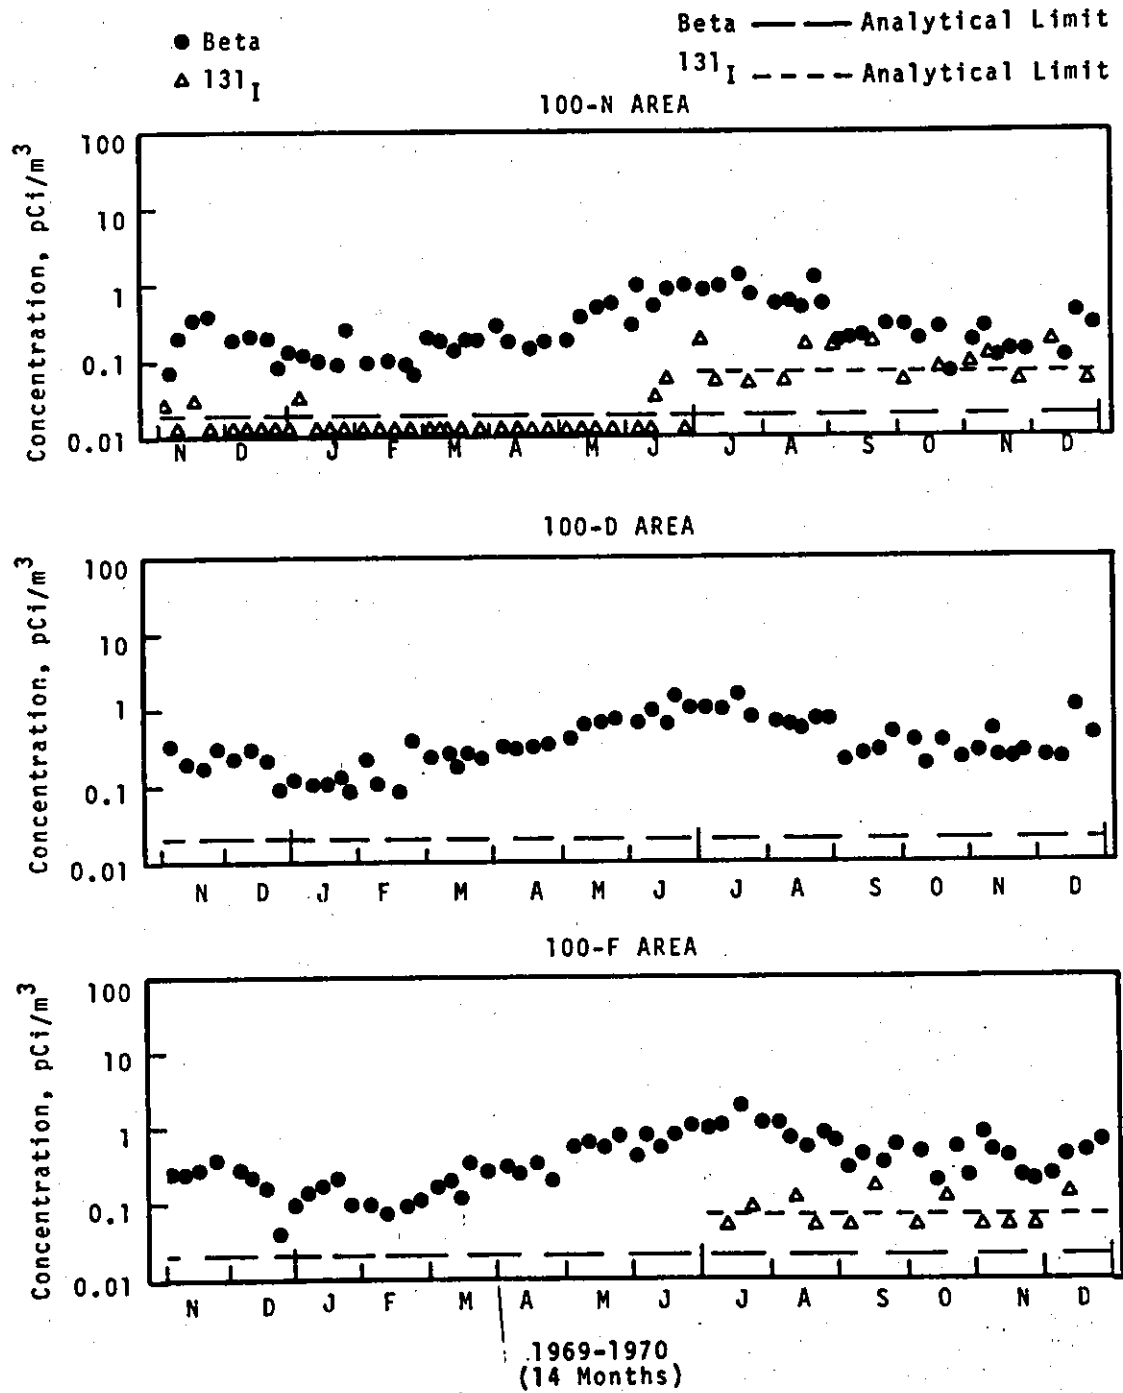 ● Beta
Δ 131I
Beta — — Analytical Limit
131I - - - - Analytical Limit
100-N AREA
Concentration, pCi/m3
100
10
1
0.1
0.01
N D J F M A M J J A S O N D
100-D AREA
Concentration, pCi/m3
100
10
1
0.1
0.01
N D J F M A M J J A S O N D
100-F AREA
Concentration, pCi/m3
100
10
1
0.1
0.01
N D J F M A M J J A S O N D
1969-1970
(14 Months)